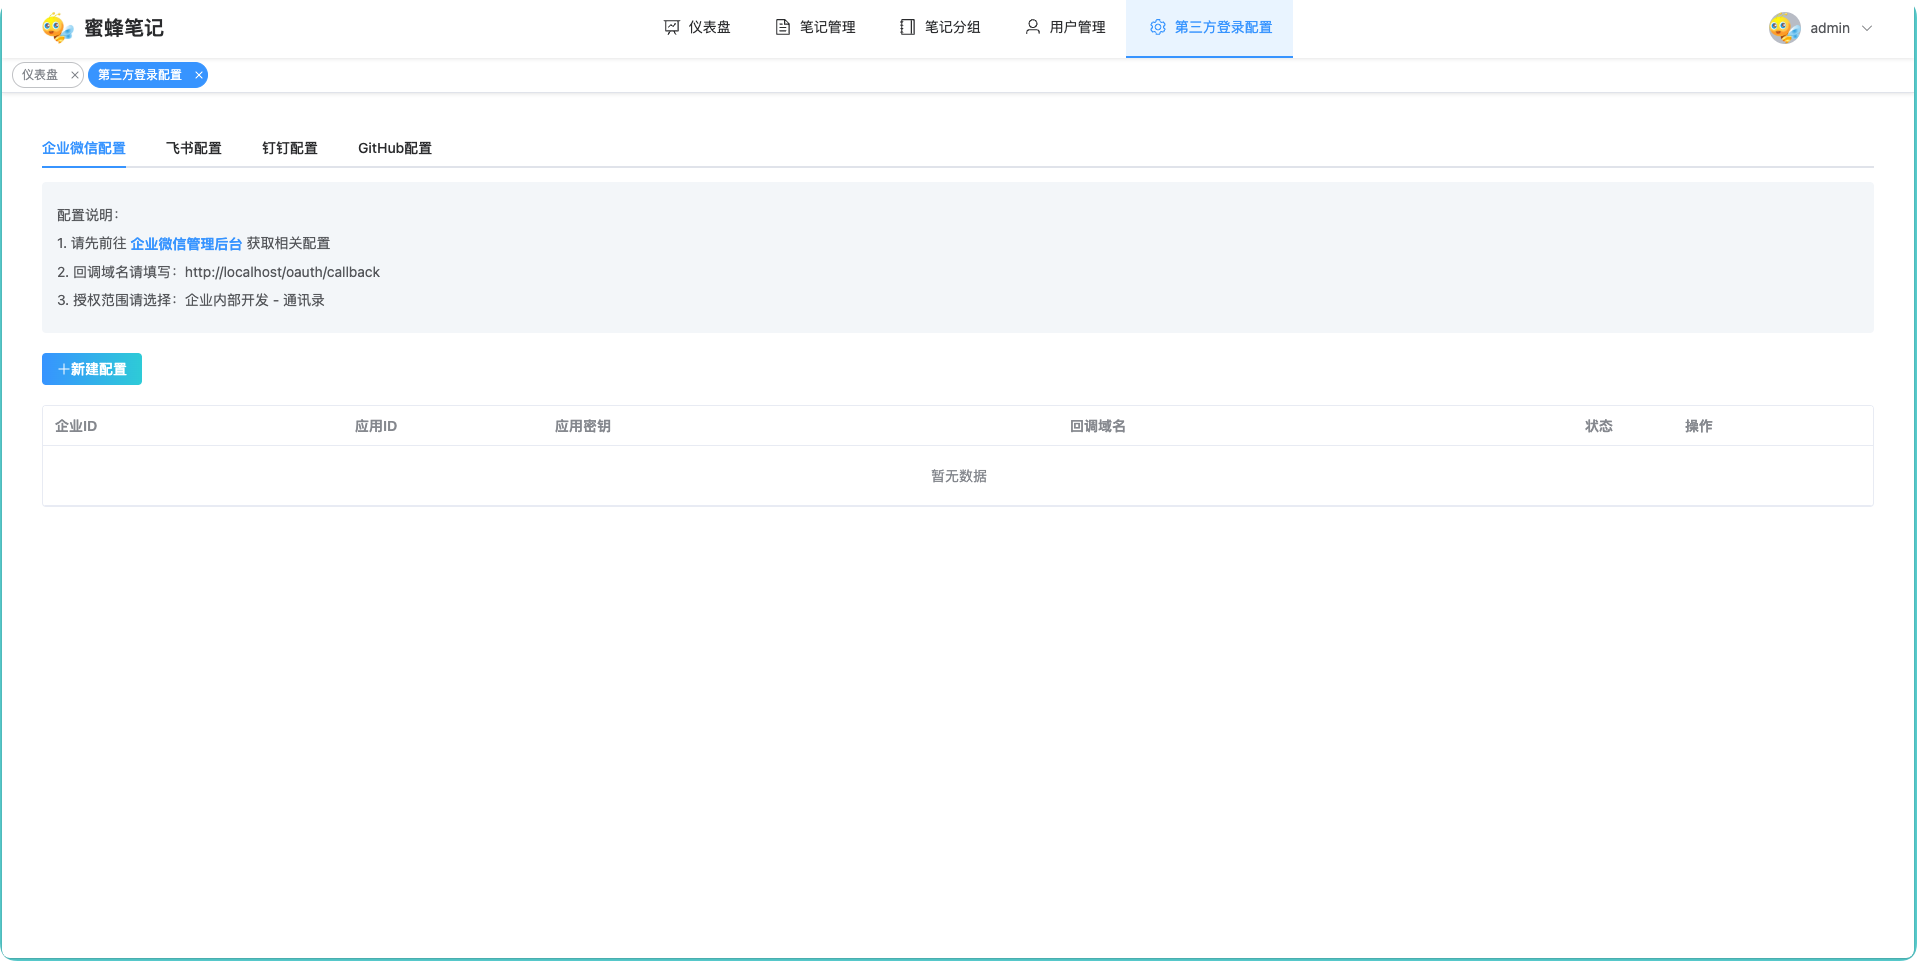 蜜蜂笔记
仪表盘 笔记管理 笔记分组 用户管理 第三方登录配置 admin
仪表盘 第三方登录配置
企业微信配置 飞书配置 钉钉配置 GitHub配置
配置说明：
1. 请先前往 企业微信管理后台 获取相关配置
2. 回调域名请填写：http://localhost/oauth/callback
3. 授权范围请选择：企业内部开发 - 通讯录
+新建配置
企业ID 应用ID 应用密钥 回调域名 状态 操作
暂无数据